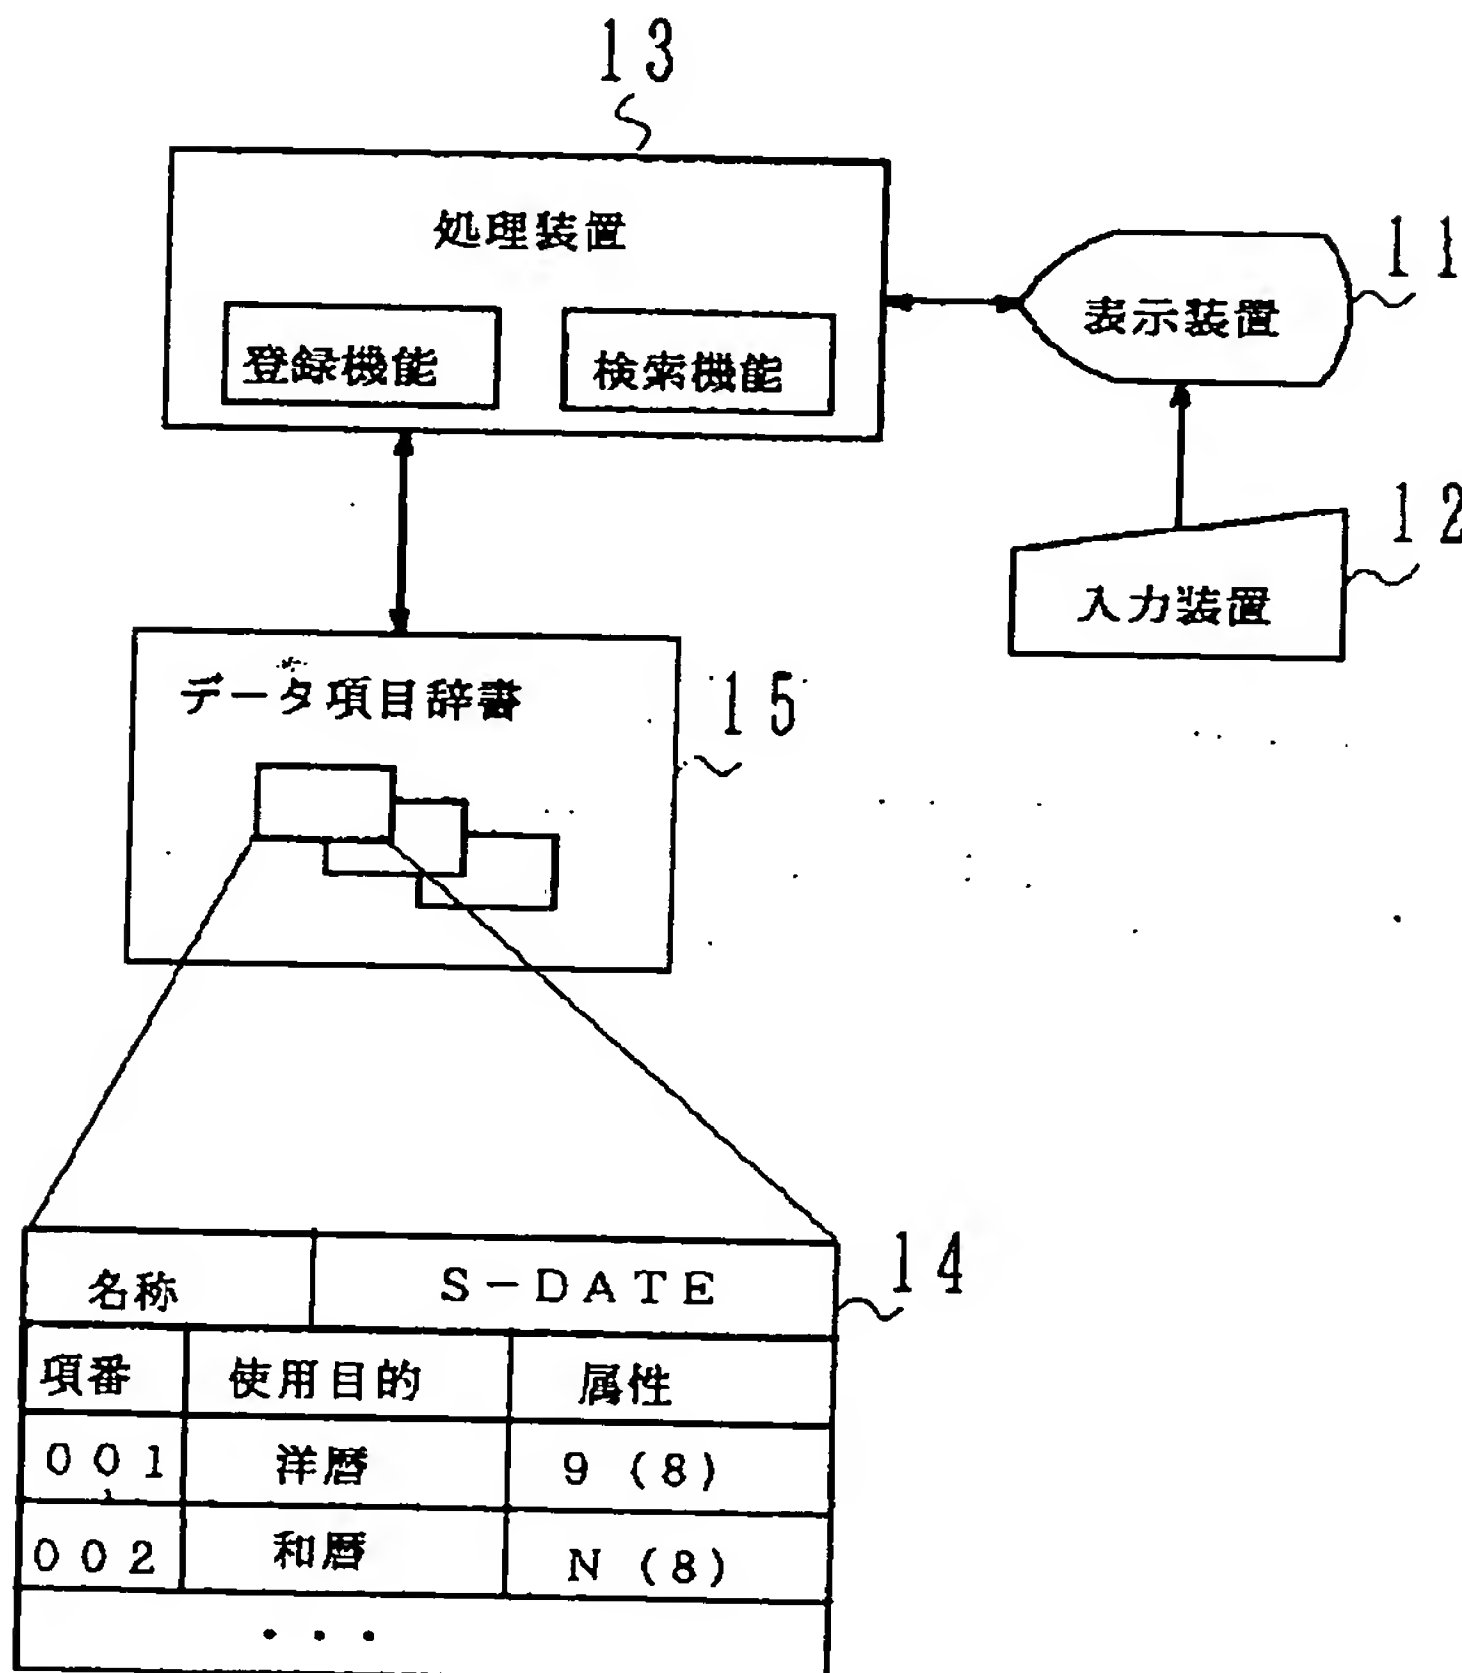 13
処理装置
登録機能 検索機能
表示装置
11
入力装置
12
データ項目辞書
15
14
名称 S-DATE
項番 使用目的 属性
001 洋暦 9(8)
002 和暦 N(8)
・・・